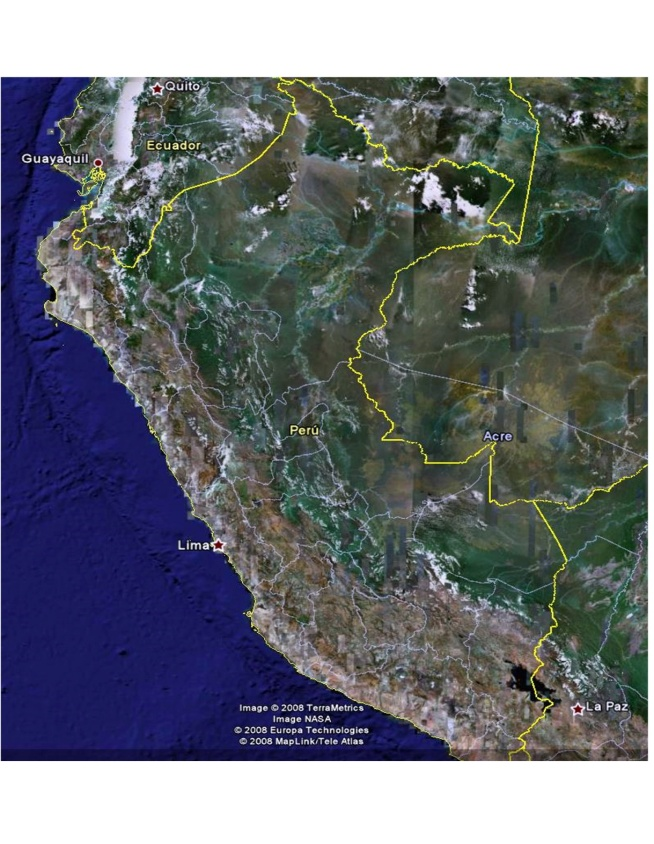 Quito
Ecuador
Guayaquil
Perú
Acre
Lima
La Paz
Image © 2008 TerraMetrics
Image NASA
© 2008 Europa Technologies
© 2008 MapLink/Tele Atlas